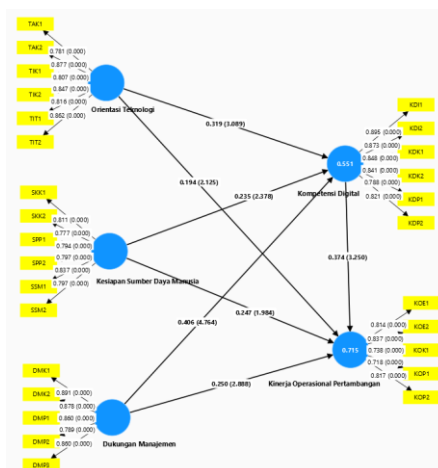 TAK1
TAK2
TIK1
TIK2
TIT1
TIT2
0.781 (0.000)
0.877 (0.000)
0.807 (0.000)
0.847 (0.000)
0.816 (0.000)
0.862 (0.000)
Orientasi Teknologi
SKK1
SKK2
SPP1
SPP2
SSM1
SSM2
0.811 (0.000)
0.777 (0.000)
0.794 (0.000)
0.797 (0.000)
0.837 (0.000)
0.797 (0.000)
Kesiapan Sumber Daya Manusia
DMK1
DMK2
DMP1
DMP2
DMP3
0.891 (0.000)
0.878 (0.000)
0.860 (0.000)
0.789 (0.000)
0.880 (0.000)
Dukungan Manajemen
0.319 (3.089)
0.194 (2.125)
0.235 (2.378)
0.247 (1.984)
0.406 (4.764)
0.250 (2.888)
0.374 (3.250)
0.551
Kompetensi Digital
KDI1
KDI2
KDK1
KDK2
KDP1
KDP2
0.895 (0.000)
0.873 (0.000)
0.848 (0.000)
0.841 (0.000)
0.788 (0.000)
0.821 (0.000)
0.715
Kinerja Operasional Pertambangan
KOE1
KOE2
KOK1
KOP1
KOP2
0.814 (0.000)
0.837 (0.000)
0.738 (0.000)
0.718 (0.000)
0.817 (0.000)